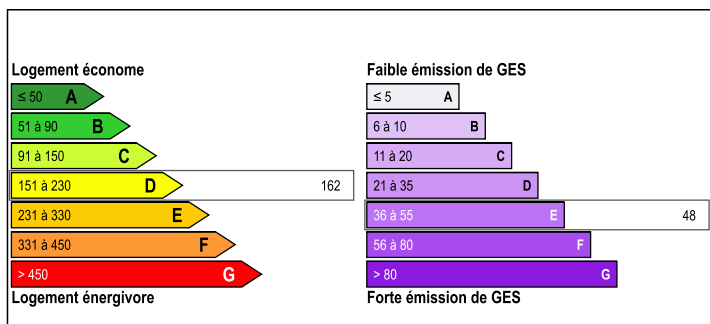 Logement économe
≤ 50 A
51 à 90 B
91 à 150 C
151 à 230 D 162
231 à 330 E
331 à 450 F
> 450 G
Logement énergivore
Faible émission de GES
≤ 5 A
6 à 10 B
11 à 20 C
21 à 35 D
36 à 55 E 48
56 à 80 F
> 80 G
Forte émission de GES